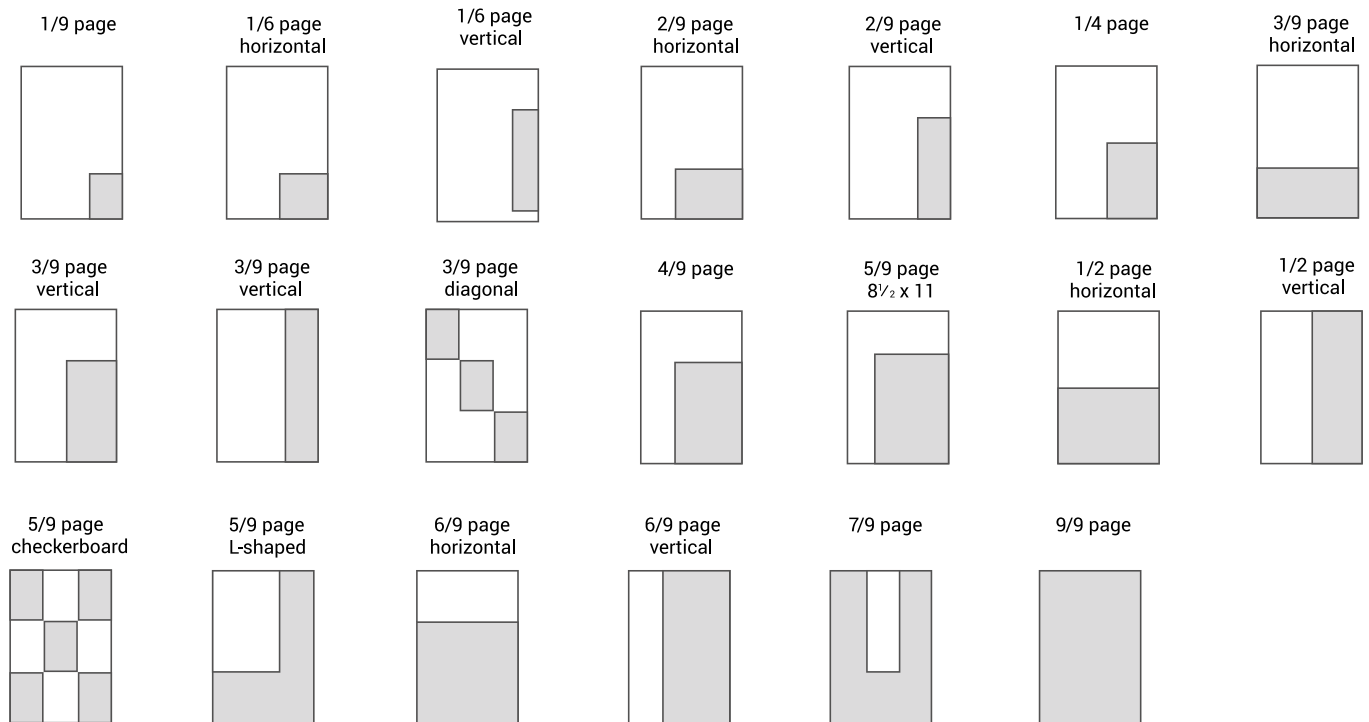 1/9 page
1/6 page
horizontal
1/6 page
vertical
2/9 page
horizontal
2/9 page
vertical
1/4 page
3/9 page
horizontal
3/9 page
vertical
3/9 page
vertical
3/9 page
diagonal
4/9 page
5/9 page
8½ x 11
1/2 page
horizontal
1/2 page
vertical
5/9 page
checkerboard
5/9 page
L-shaped
6/9 page
horizontal
6/9 page
vertical
7/9 page
9/9 page